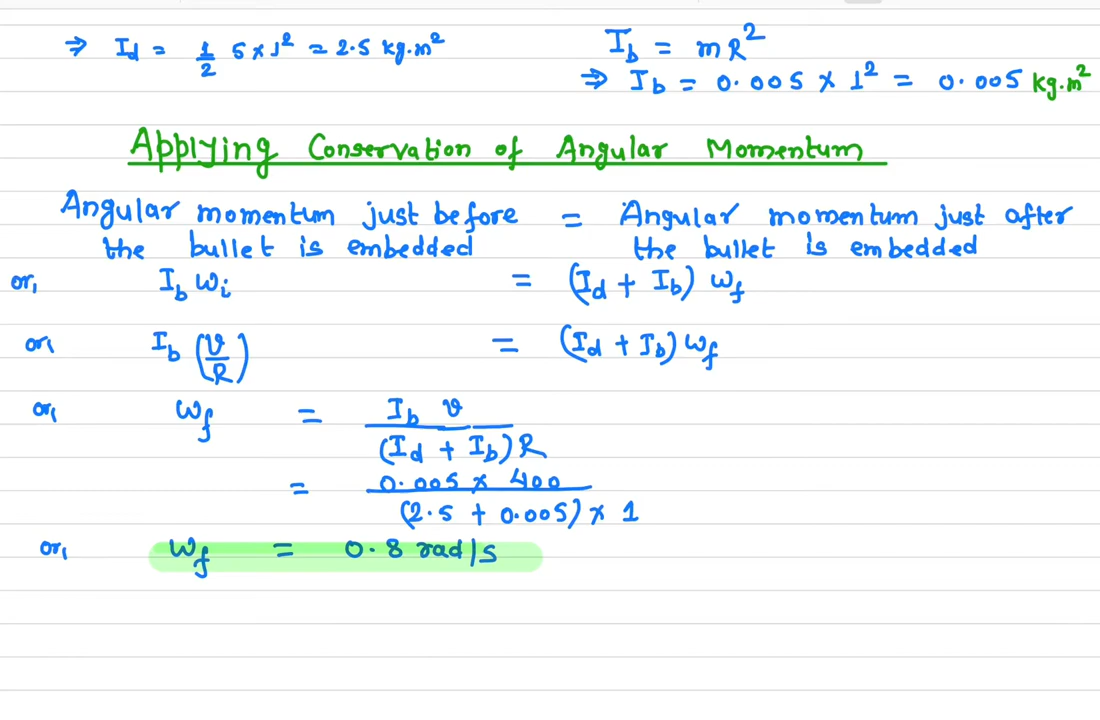 ⇒ Id = 1/2 5 × 1² = 2.5 kg.m²
Ib = mR²
⇒ Ib = 0.005 × 1² = 0.005 kg.m²
Applying Conservation of Angular Momentum
Angular momentum just before the bullet is embedded = Angular momentum just after the bullet is embedded
or, Ib ωi = (Id + Ib) ωf
or, Ib (v/R) = (Id + Ib) ωf
or, ωf = Ib v / (Id + Ib) R
= 0.005 × 400 / (2.5 + 0.005) × 1
or, ωf = 0.8 rad/s